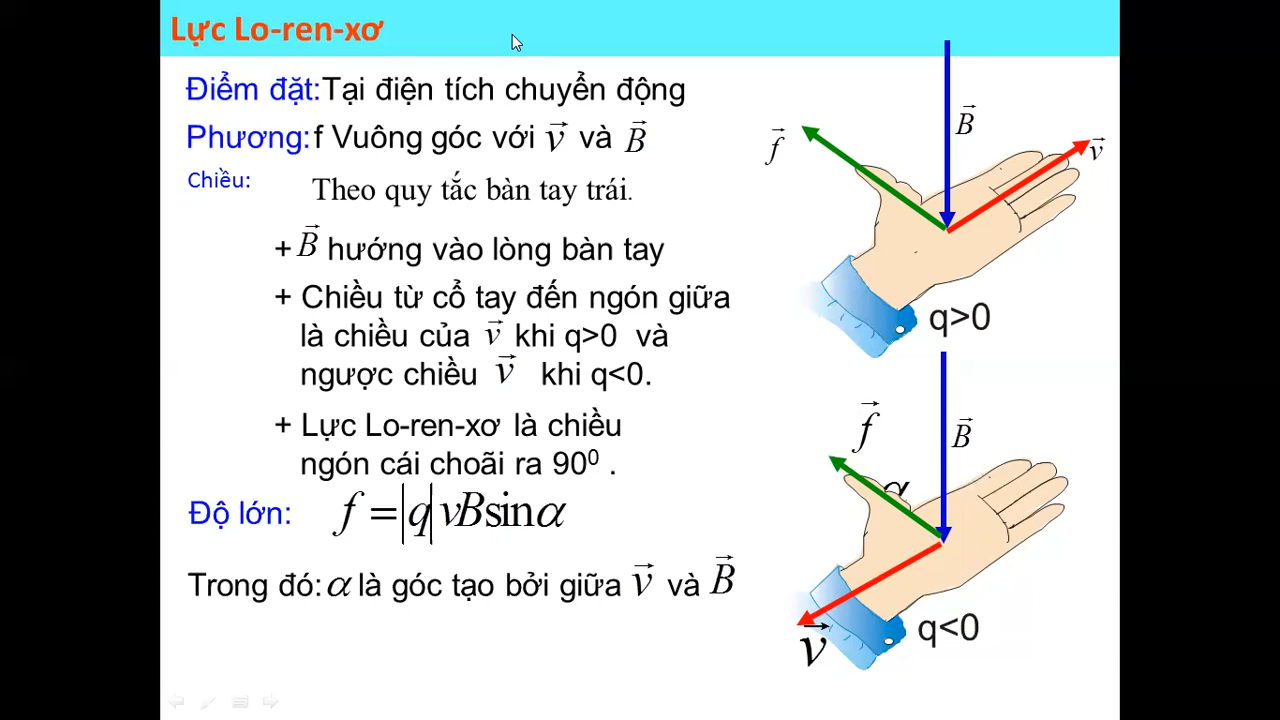 Lực Lo-ren-xơ
Điểm đặt:Tại điện tích chuyển động
Phương: f Vuông góc với v⃗ và B⃗
Chiều: Theo quy tắc bàn tay trái.
+ B⃗ hướng vào lòng bàn tay
+ Chiều từ cổ tay đến ngón giữa
là chiều của v⃗ khi q>0 và
ngược chiều v⃗ khi q<0.
+ Lực Lo-ren-xơ là chiều
ngón cái choãi ra 90⁰ .
Độ lớn: f = |q| vBsinα
Trong đó: α là góc tạo bởi giữa v⃗ và B⃗
f⃗
B⃗
v⃗
q>0
f⃗
B⃗
α
v⃗
q<0